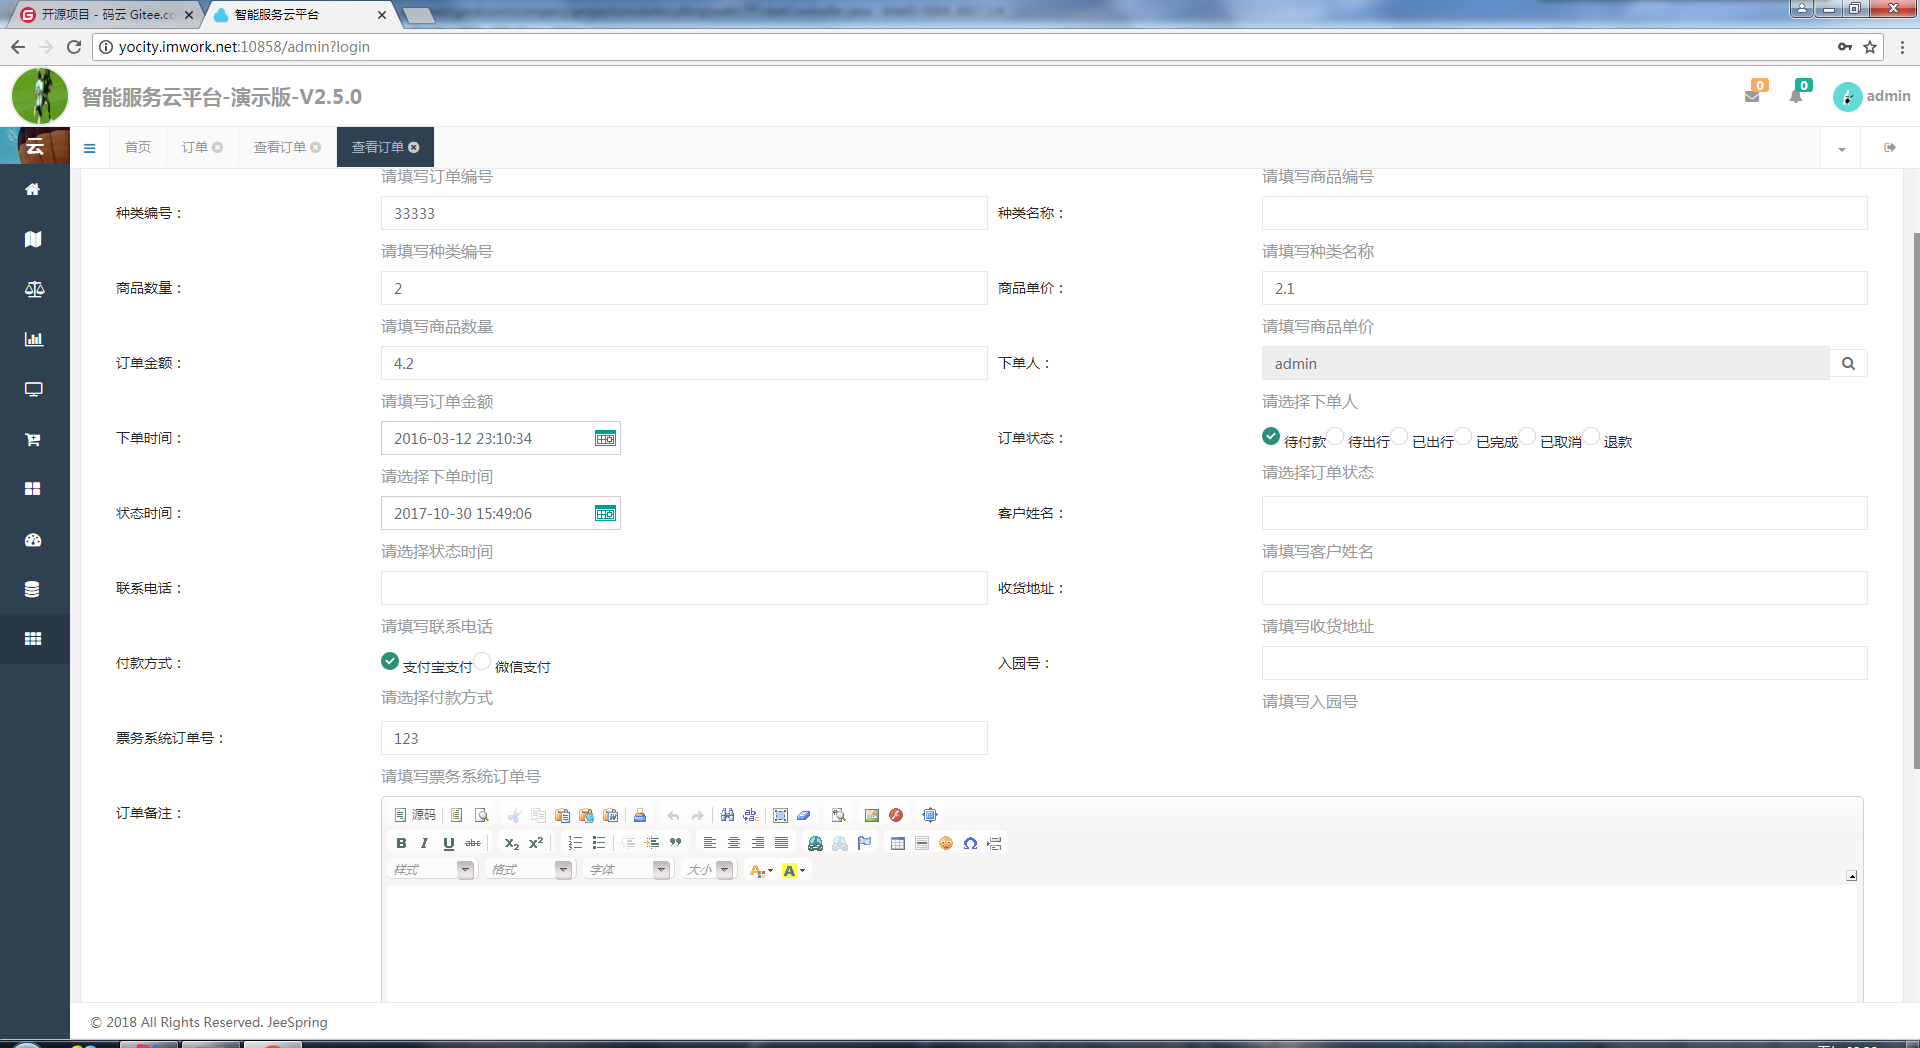 开源项目 - 码云 Gitee.co
智能服务云平台
yocity.imwork.net:10858/admin?login
智能服务云平台-演示版-V2.5.0
0
0
admin
云
首页
订单
查看订单
查看订单
请填写订单编号
请填写商品编号
种类编号：
33333
种类名称：
请填写种类编号
请填写种类名称
商品数量：
2
商品单价：
2.1
请填写商品数量
请填写商品单价
订单金额：
4.2
下单人：
admin
请填写订单金额
请选择下单人
下单时间：
2016-03-12 23:10:34
订单状态：
待付款 待出行 已出行 已完成 已取消 退款
请选择下单时间
请选择订单状态
状态时间：
2017-10-30 15:49:06
客户姓名：
请选择状态时间
请填写客户姓名
联系电话：
收货地址：
请填写联系电话
请填写收货地址
付款方式：
支付宝支付 微信支付
入园号：
请选择付款方式
请填写入园号
票务系统订单号：
123
请填写票务系统订单号
订单备注：
源码
B I U abc X₂ X²
样式 格式 字体 大小 A A
© 2018 All Rights Reserved. JeeSpring